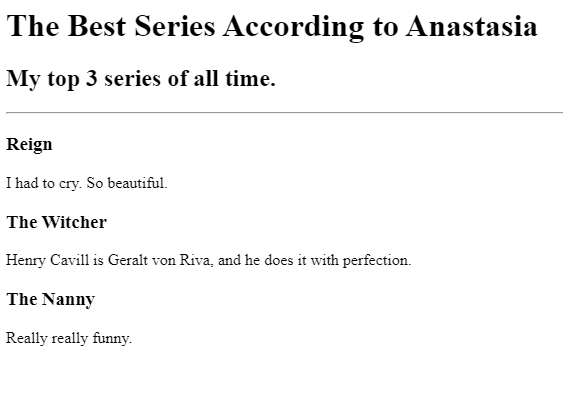 The Best Series According to Anastasia
My top 3 series of all time.
Reign
I had to cry. So beautiful.
The Witcher
Henry Cavill is Geralt von Riva, and he does it with perfection.
The Nanny
Really really funny.